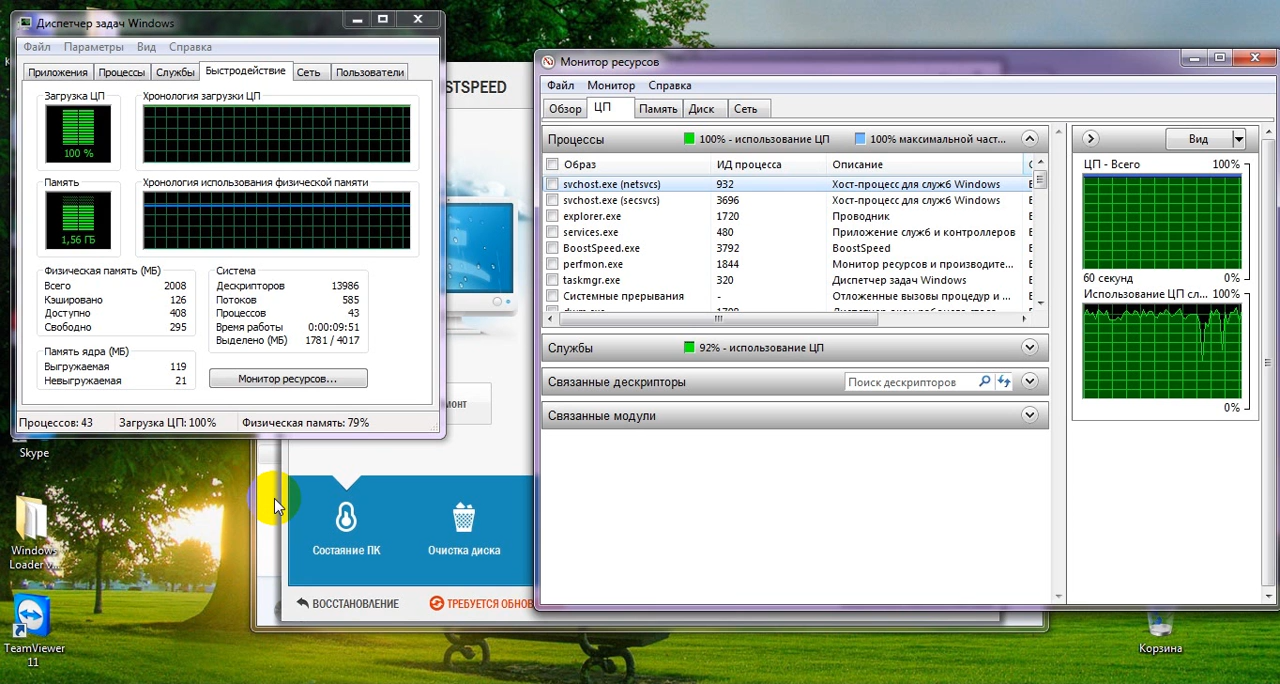 Диспетчер задач Windows
Файл Параметры Вид Справка
Приложения Процессы Службы Быстродействие Сеть Пользователи
Загрузка ЦП Хронология загрузки ЦП
100 %
Память Хронология использования физической памяти
1,56 ГБ
Физическая память (МБ)
Всего 2008
Кэшировано 126
Доступно 408
Свободно 295
Система
Дескрипторов 13986
Потоков 585
Процессов 43
Время работы 0:00:09:51
Выделено (МБ) 1781 / 4017
Память ядра (МБ)
Выгружаемая 119
Невыгружаемая 21
Монитор ресурсов...
Процессов: 43 Загрузка ЦП: 100% Физическая память: 79%
STSPEED
Монитор ресурсов
Файл Монитор Справка
Обзор ЦП Память Диск Сеть
Процессы 100% - использование ЦП 100% максимальной част...
Образ ИД процесса Описание
svchost.exe (netsvcs) 932 Хост-процесс для служб Windows
svchost.exe (secsvcs) 3696 Хост-процесс для служб Windows
explorer.exe 1720 Проводник
services.exe 480 Приложение служб и контроллеров
BoostSpeed.exe 3792 BoostSpeed
perfmon.exe 1844 Монитор ресурсов и производите...
taskmgr.exe 320 Диспетчер задач Windows
Системные прерывания - Отложенные вызовы процедур и ...
Службы 92% - использование ЦП
Связанные дескрипторы Поиск дескрипторов
Связанные модули
Вид
ЦП - Всего 100%
60 секунд 0%
Использование ЦП сл... 100%
0%
монт
Состаяние ПК Очистка диска
ВОССТАНОВЛЕНИЕ ТРЕБУЕТСЯ ОБНОВ
Skype
Windows
Loader v...
TeamViewer
11
Корзина